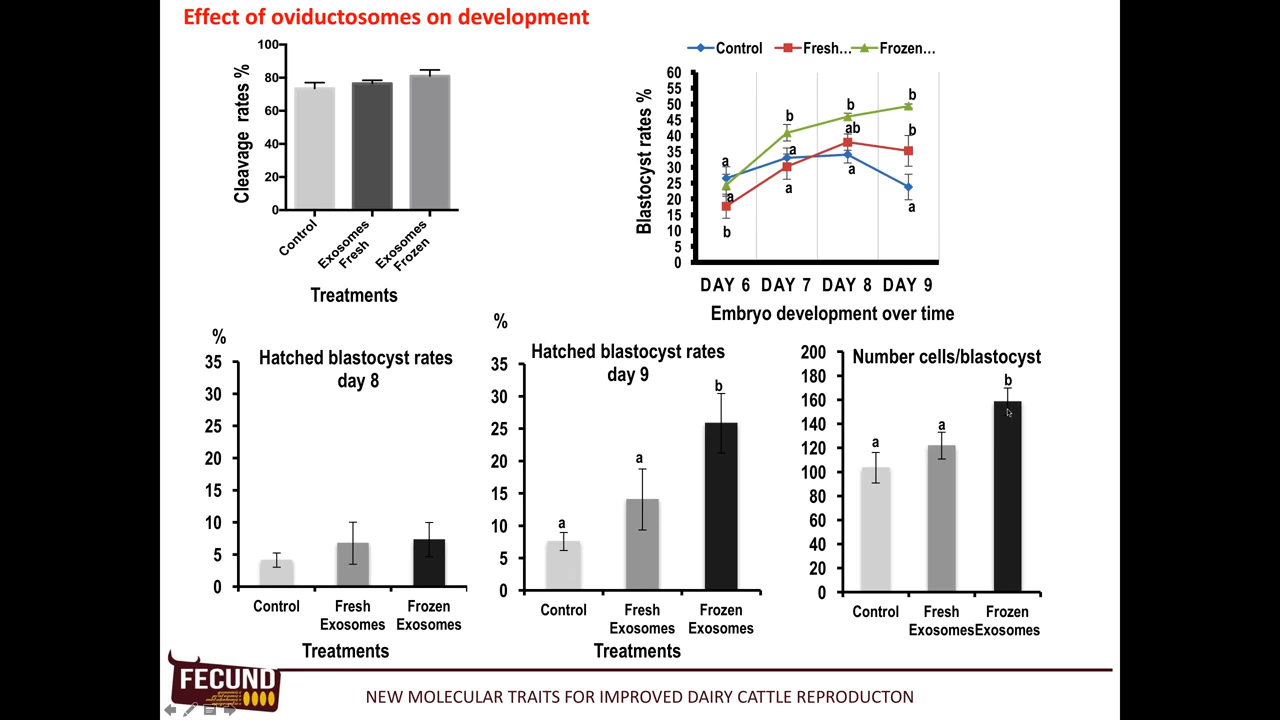 Effect of oviductosomes on development
Cleavage rates %
100
80
60
40
20
0
Control
Exosomes
Fresh
Exosomes
Frozen
Treatments
Control
Fresh...
Frozen...
Blastocyst rates %
60
55
50
45
40
35
30
25
20
15
10
5
0
a
a
b
b
a
a
b
ab
a
b
b
a
DAY 6
DAY 7
DAY 8
DAY 9
Embryo development over time
%
Hatched blastocyst rates
day 8
35
30
25
20
15
10
5
0
Control
Fresh
Exosomes
Frozen
Exosomes
Treatments
%
Hatched blastocyst rates
day 9
35
30
25
20
15
10
5
0
a
a
b
Control
Fresh
Exosomes
Frozen
Exosomes
Treatments
Number cells/blastocyst
200
180
160
140
120
100
80
60
40
20
0
a
a
b
Control
Fresh
Exosomes
Frozen
Exosomes
FECUND
NEW MOLECULAR TRAITS FOR IMPROVED DAIRY CATTLE REPRODUCTON